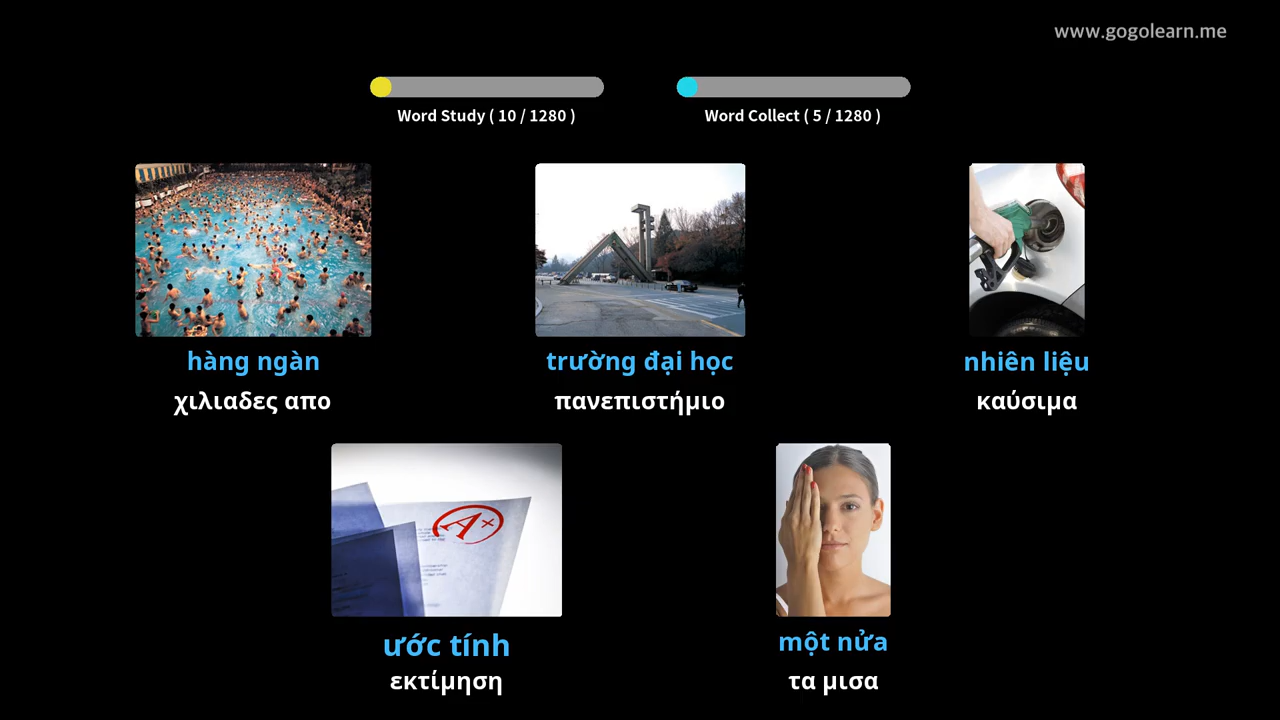 www.gogolearn.me
Word Study ( 10 / 1280 )
Word Collect ( 5 / 1280 )
hàng ngàn
χιλιαδες απο
trường đại học
πανεπιστήμιο
nhiên liệu
καύσιμα
A+
ước tính
εκτίμηση
một nửa
τα μισα